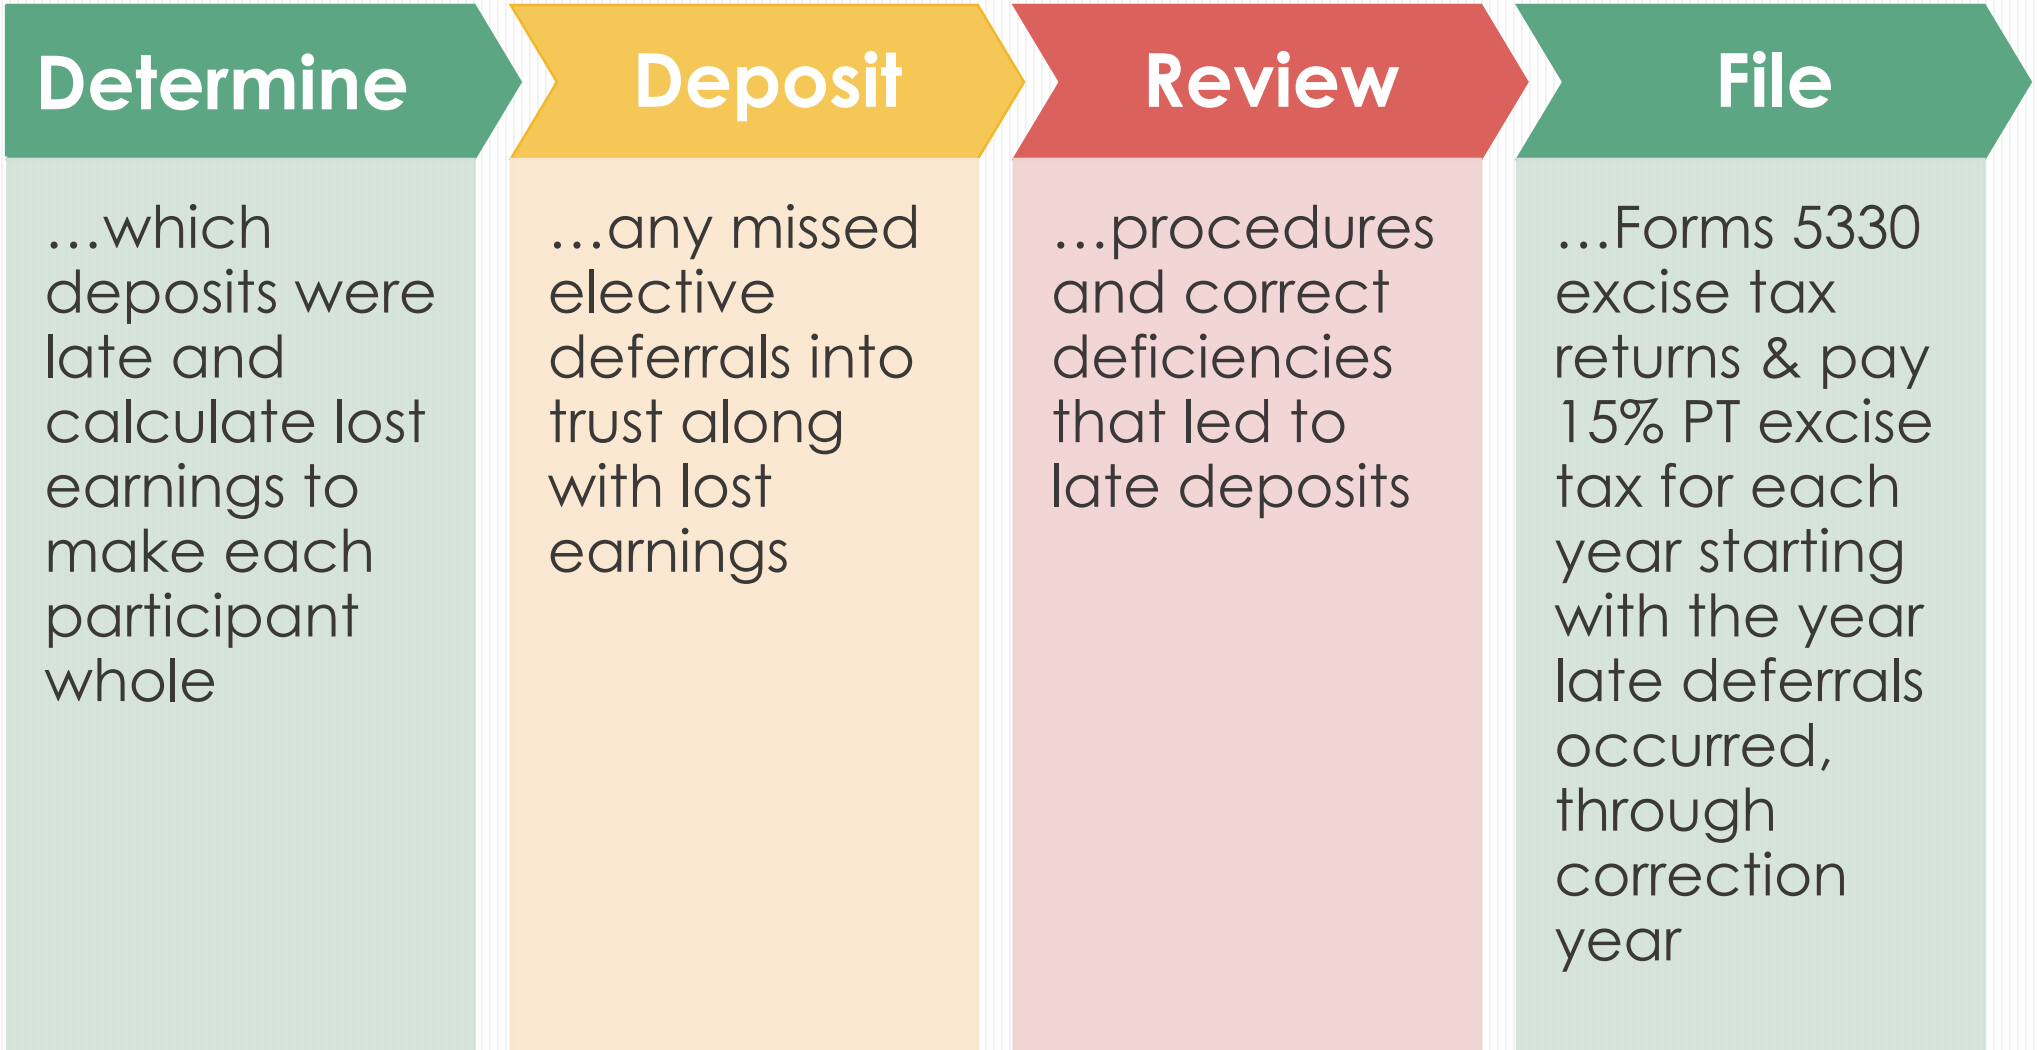 Determine
…which
deposits were
late and
calculate lost
earnings to
make each
participant
whole
Deposit
…any missed
elective
deferrals into
trust along
with lost
earnings
Review
…procedures
and correct
deficiencies
that led to
late deposits
File
…Forms 5330
excise tax
returns & pay
15% PT excise
tax for each
year starting
with the year
late deferrals
occurred,
through
correction
year